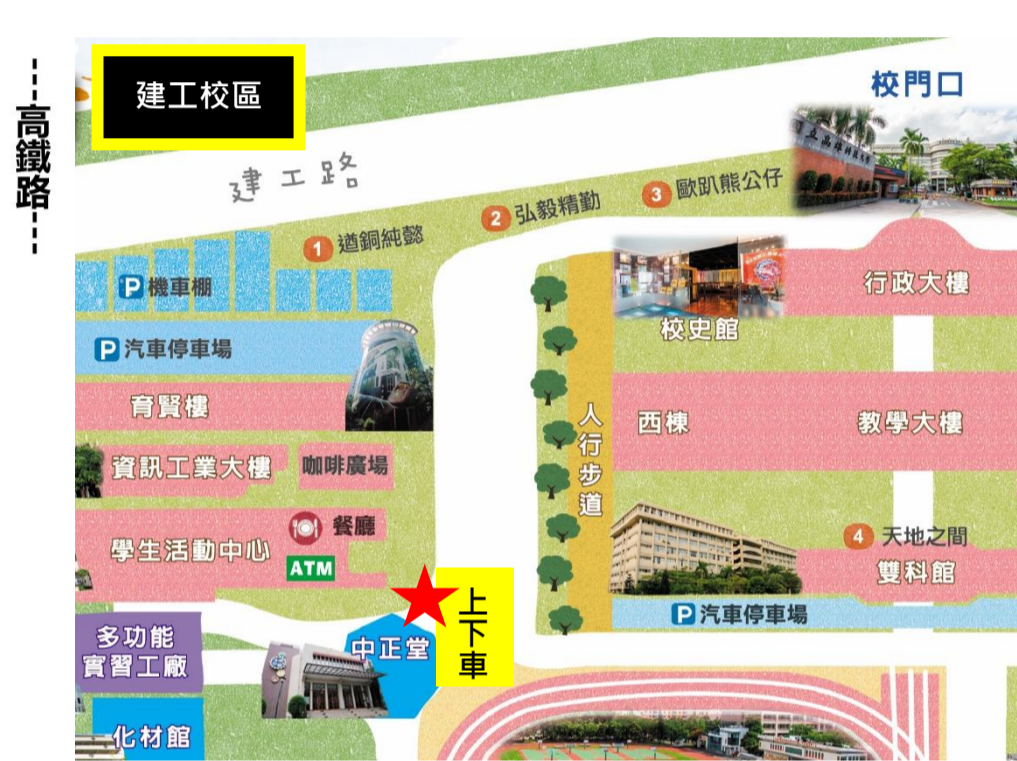 建工校區
---高鐵路---
校門口
建工路
3 歐趴熊公仔
2 弘毅精勤
1 遒銅純懿
P 機車棚
行政大樓
校史館
P 汽車停車場
育賢樓
人行步道
西棟
教學大樓
資訊工業大樓
咖啡廣場
餐廳
學生活動中心
ATM
4 天地之間
雙科館
P 汽車停車場
上下車
中正堂
多功能
實習工廠
化材館